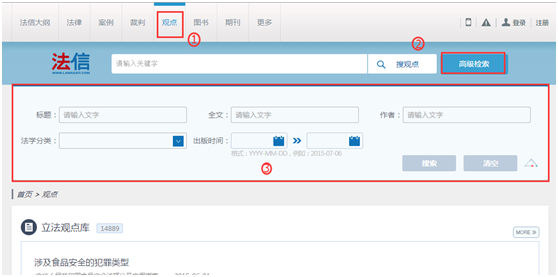 法信大纲 法律 案例 裁判 观点 图书 期刊 更多 登录 注册
① ②
法信 请输入关键字 搜观点 高级检索
WWW.LAWADMY.COM
标题： 请输入文字 全文： 请输入文字 作者： 请输入文字
法学分类： 出版时间：
格式：YYYY-MM-DD，例如：2015-07-06
搜索 清空
③
首页 > 观点
立法观点库 14889 MORE
涉及食品安全的犯罪类型